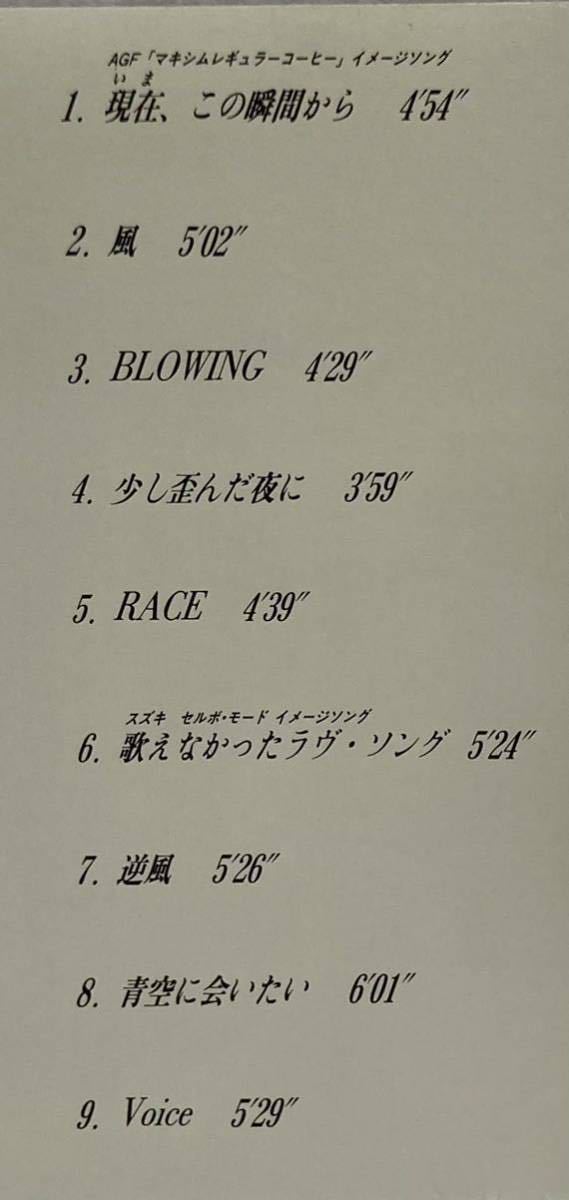 AGF「マキシムレギュラーコーヒー」イメージソング
いま
1. 現在、この瞬間から 4'54"
2. 風 5'02"
3. BLOWING 4'29"
4. 少し歪んだ夜に 3'59"
5. RACE 4'39"
スズキ セルボ・モード イメージソング
6. 歌えなかったラヴ・ソング 5'24"
7. 逆風 5'26"
8. 青空に会いたい 6'01"
9. Voice 5'29"